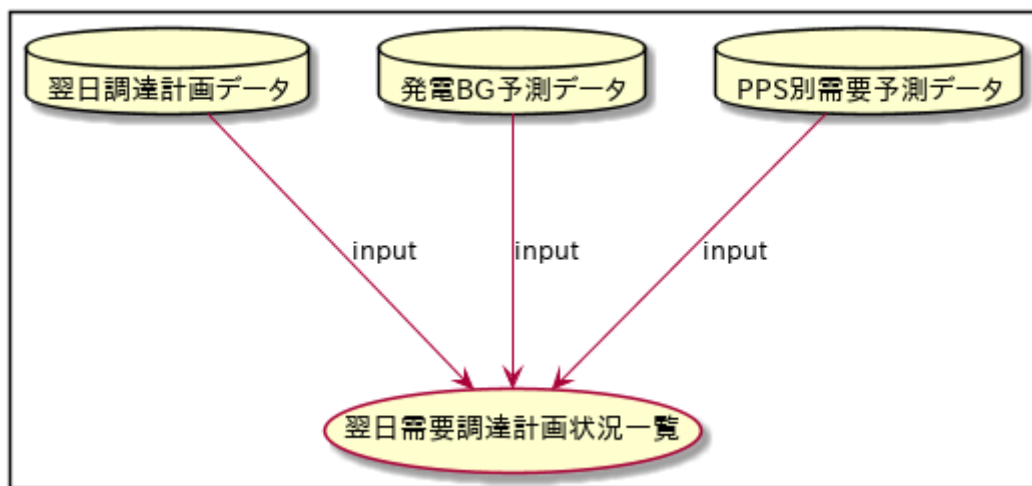 翌日調達計画データ
発電BG予測データ
PPS別需要予測データ
input
input
input
翌日需要調達計画状況一覧